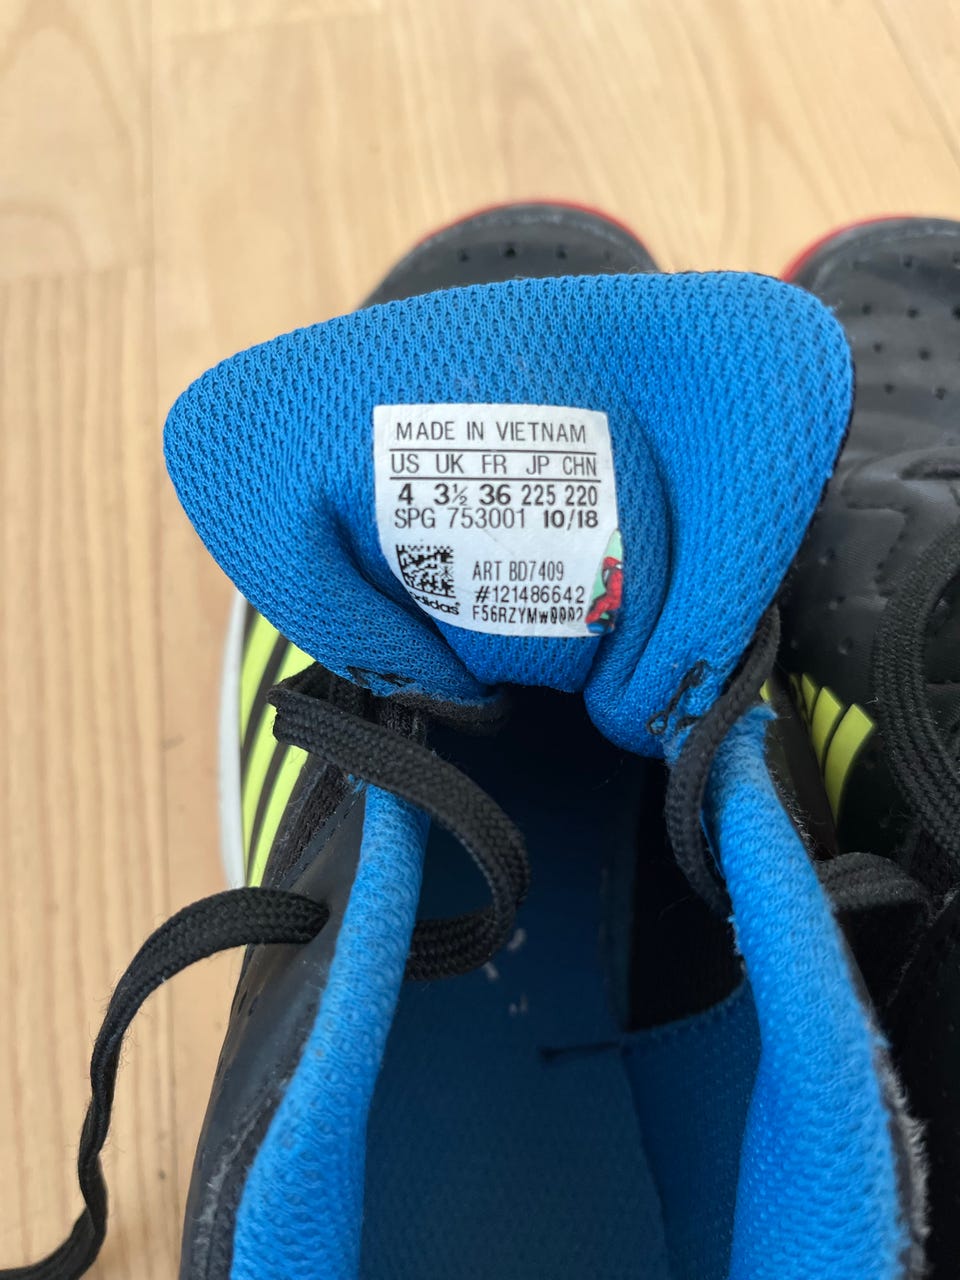 MADE IN VIETNAM
US UK FR JP CHN
4 3½ 36 225 220
SPG 753001 10/18
ART BD7409
#121486642
adidas